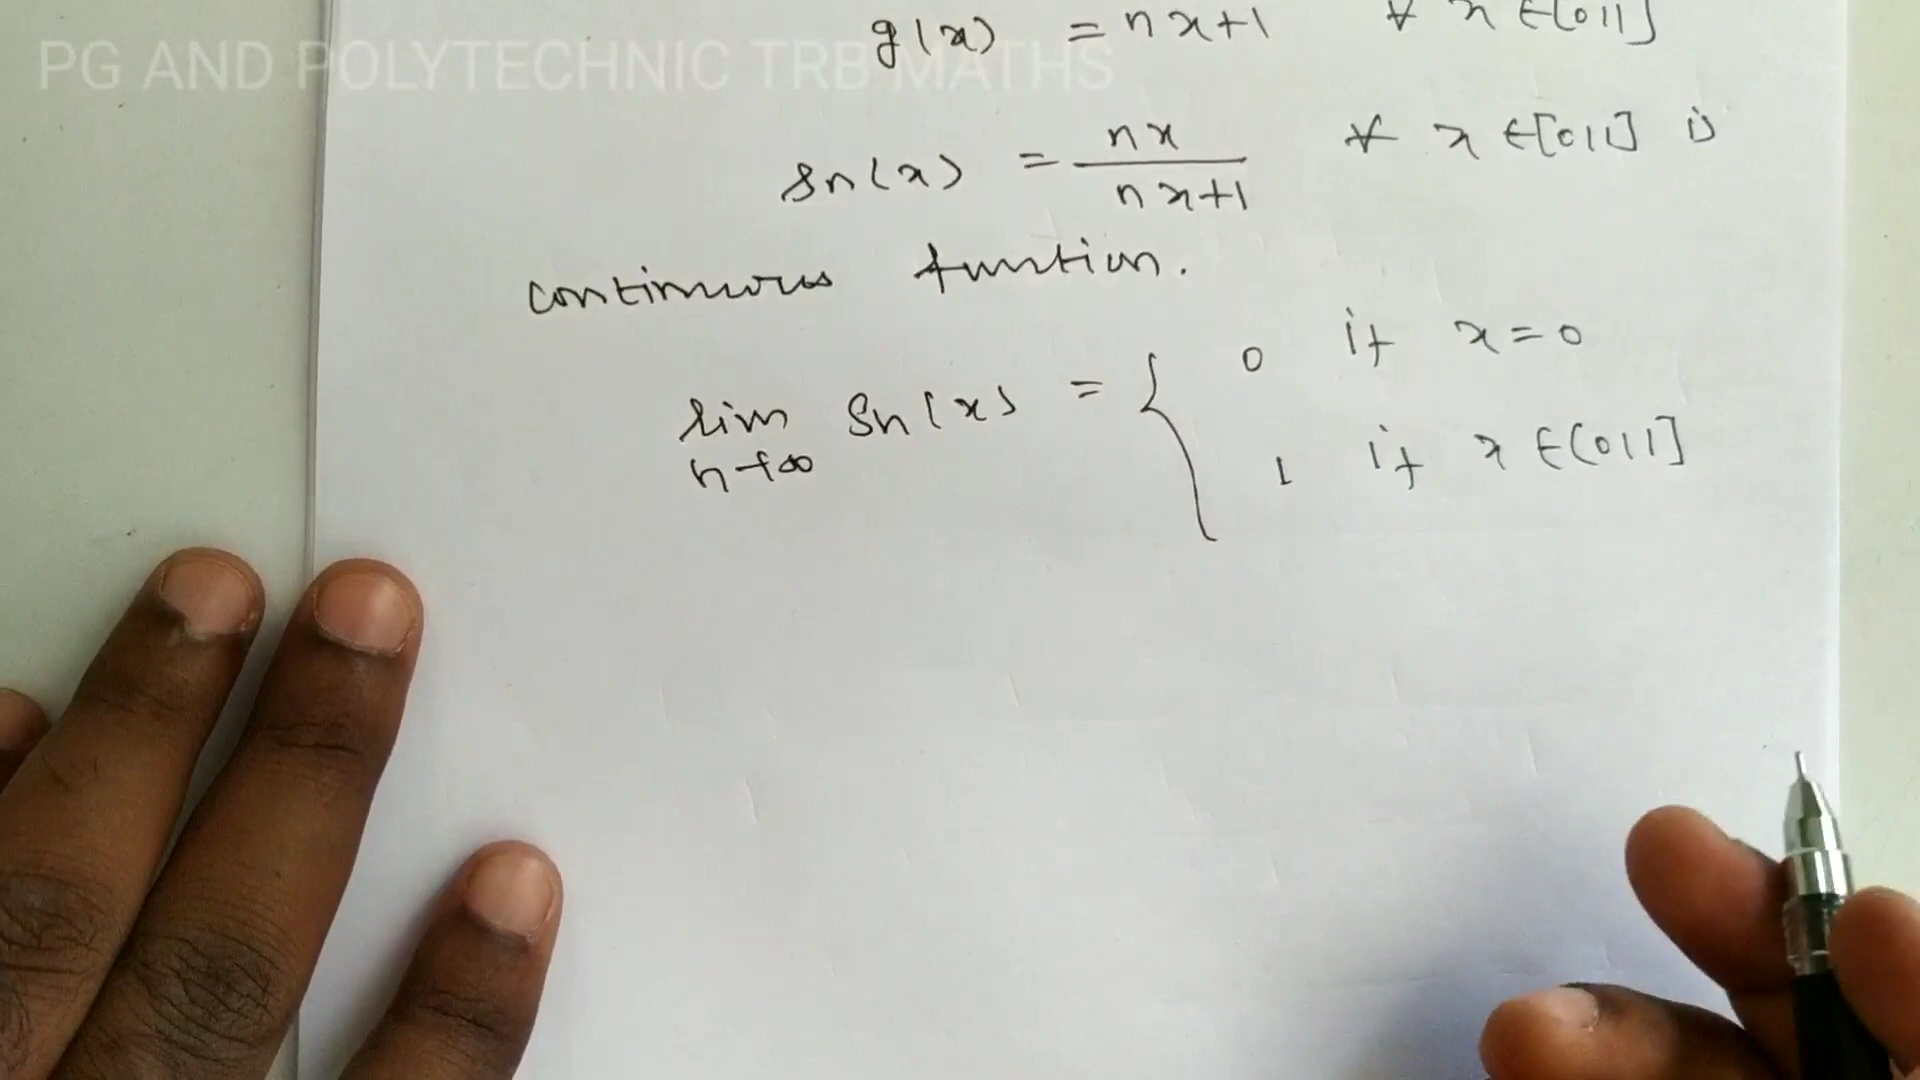 g(x) = nx+1 ∀ x ∈[0,1]
PG AND POLYTECHNIC TRB MATHS
Sn(x) = nx / nx+1 ∀ x ∈[0,1] is
continuous function.
lim n→∞ Sn(x) = { 0 if x=0
1 if x ∈(0,1]